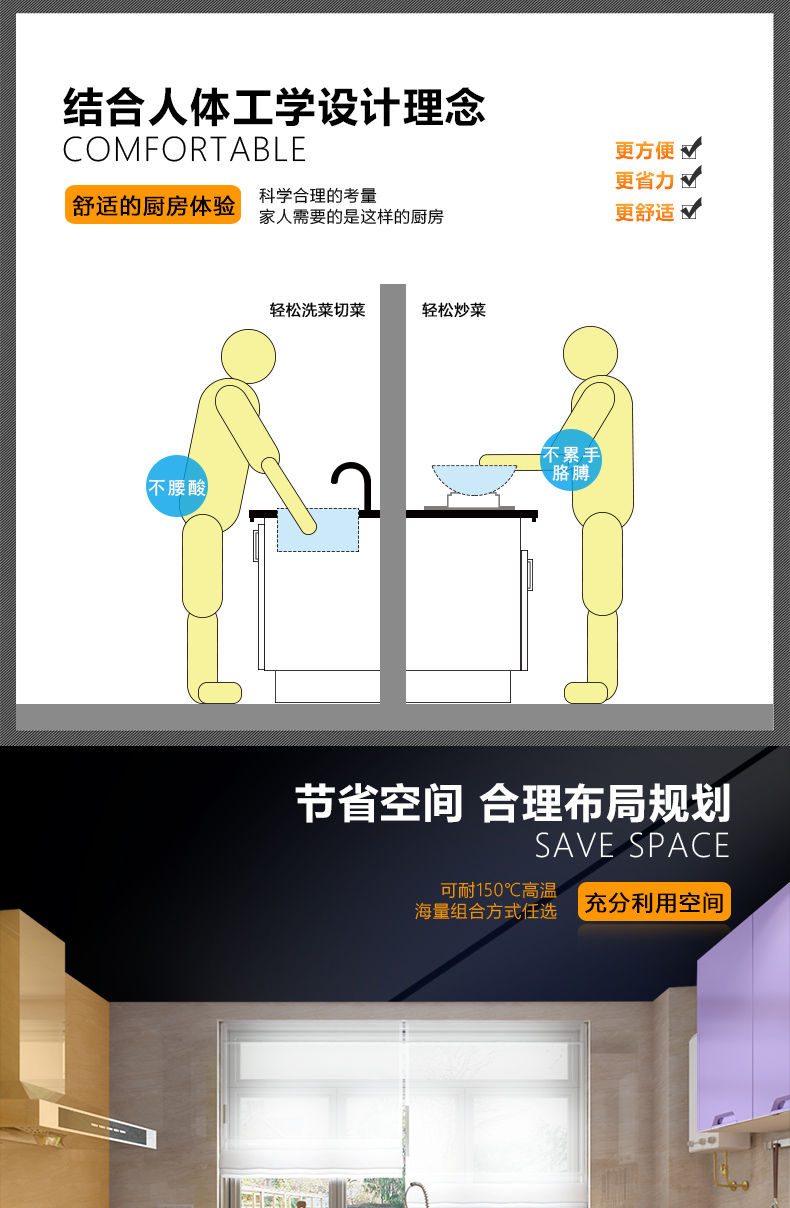 结合人体工学设计理念
COMFORTABLE
舒适的厨房体验
科学合理的考量
家人需要的是这样的厨房
更方便
更省力
更舒适
轻松洗菜切菜
轻松炒菜
不腰酸
不累手
胳膊
节省空间 合理布局规划
SAVE SPACE
可耐150℃高温
海量组合方式任选
充分利用空间